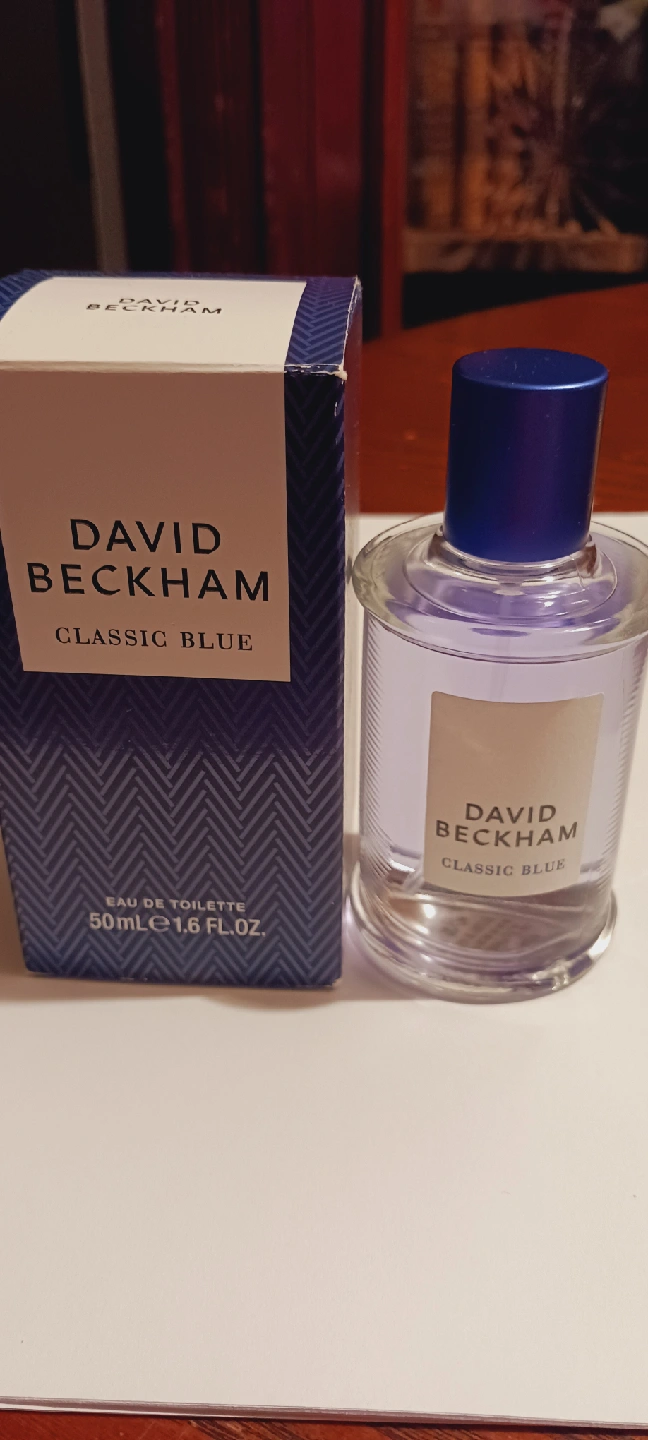 DAVID
BECKHAM
DAVID
BECKHAM
CLASSIC BLUE
EAU DE TOILETTE
50mL℮1.6 FL.OZ.
DAVID
BECKHAM
CLASSIC BLUE